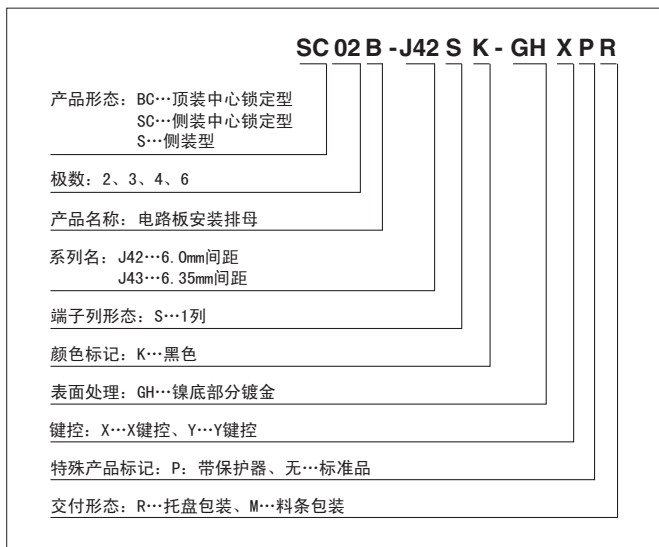 SC 02 B - J42 S K - GH X P R
产品形态：BC…顶装中心锁定型
SC…侧装中心锁定型
S…侧装型
极数：2、3、4、6
产品名称：电路板安装排母
系列名：J42…6.0mm间距
J43…6.35mm间距
端子列形态：S…1列
颜色标记：K…黑色
表面处理：GH…镍底部分镀金
键控：X…X键控、Y…Y键控
特殊产品标记：P：带保护器、无…标准品
交付形态：R…托盘包装、M…料条包装